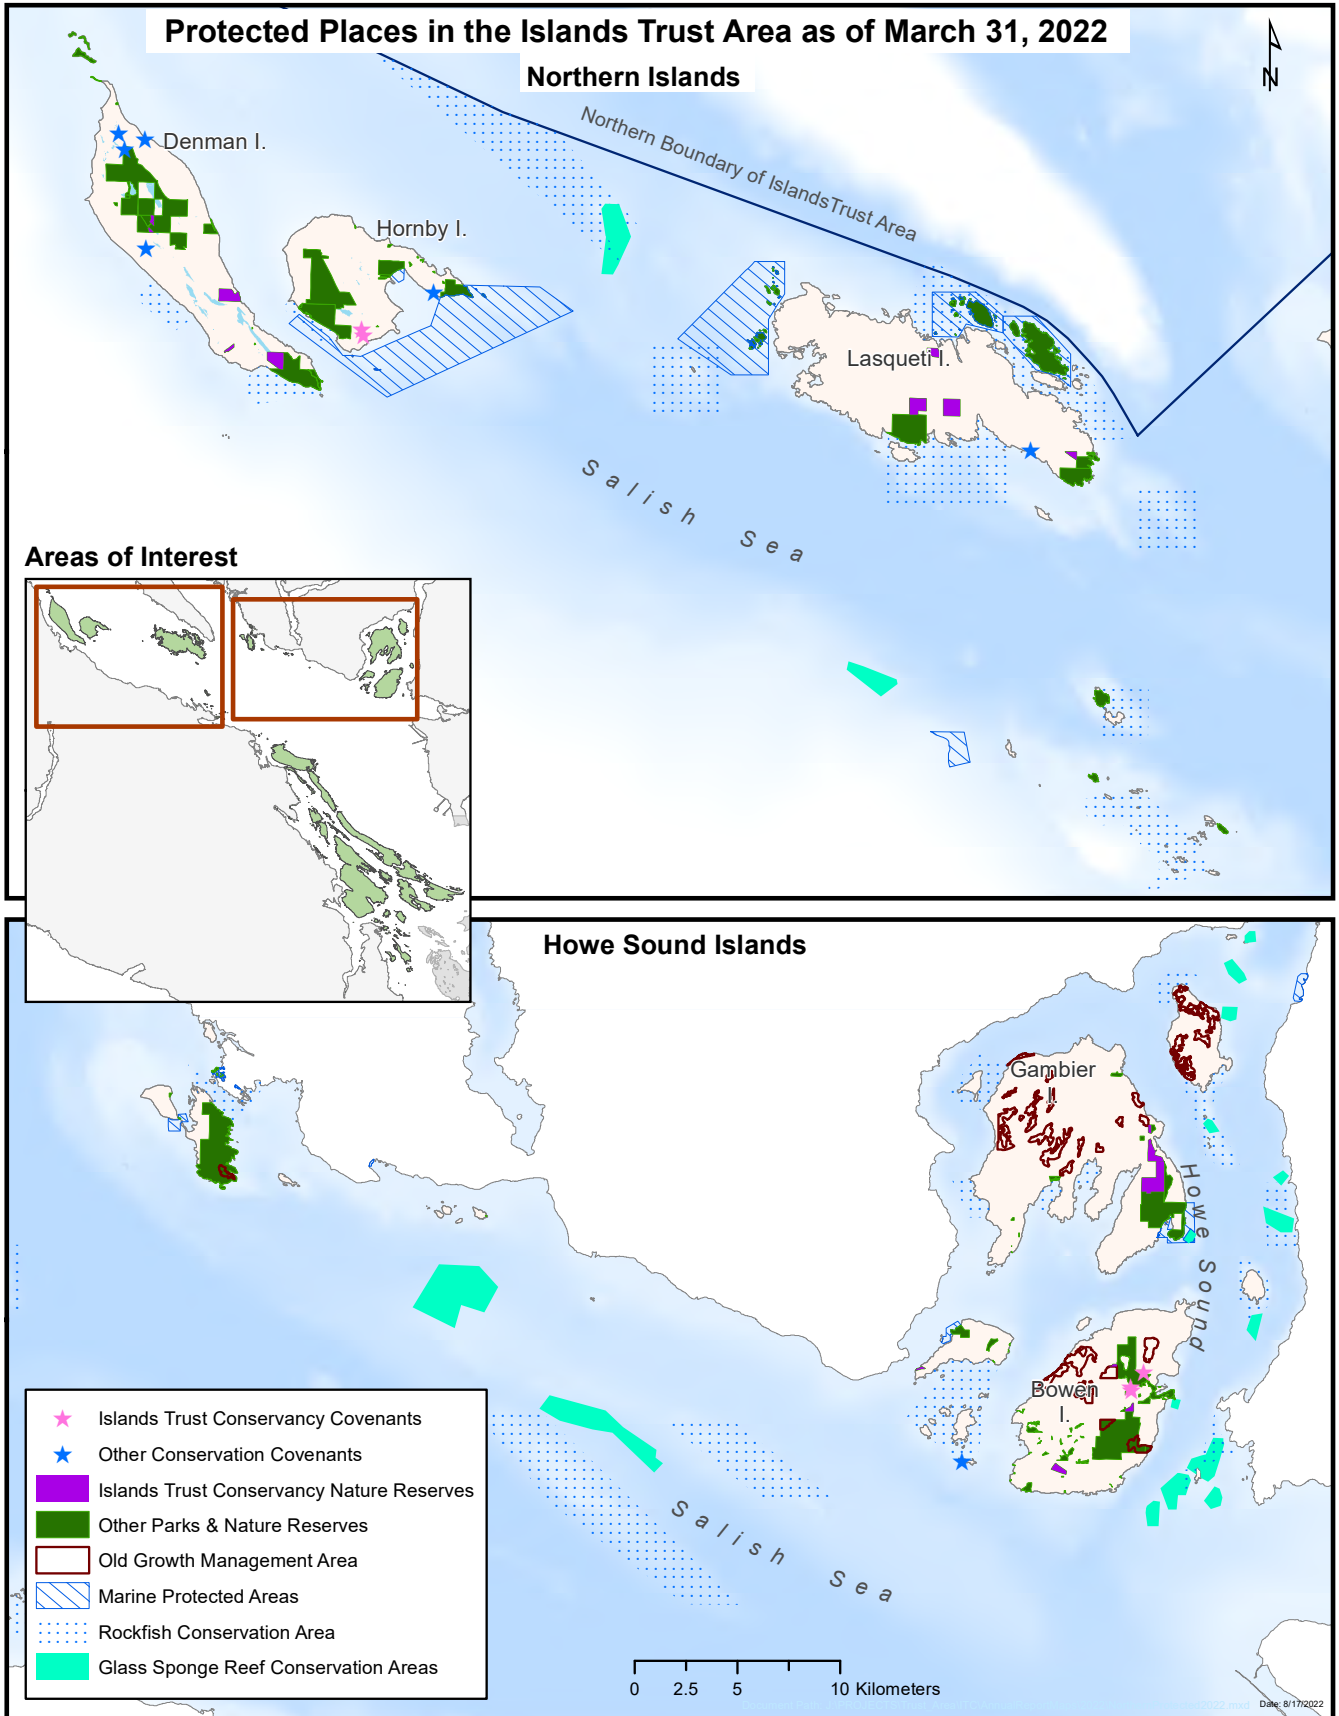 Protected Places in the Islands Trust Area as of March 31, 2022
Northern Islands
N
Northern Boundary of IslandsTrust Area
Denman I.
Hornby I.
Lasqueti I.
Salish Sea
Areas of Interest
Howe Sound Islands
Gambier
I.
Howe Sound
Bowen
I.
Salish Sea
Islands Trust Conservancy Covenants
Other Conservation Covenants
Islands Trust Conservancy Nature Reserves
Other Parks & Nature Reserves
Old Growth Management Area
Marine Protected Areas
Rockfish Conservation Area
Glass Sponge Reef Conservation Areas
0 2.5 5 10 Kilometers
Date: 8/17/2022